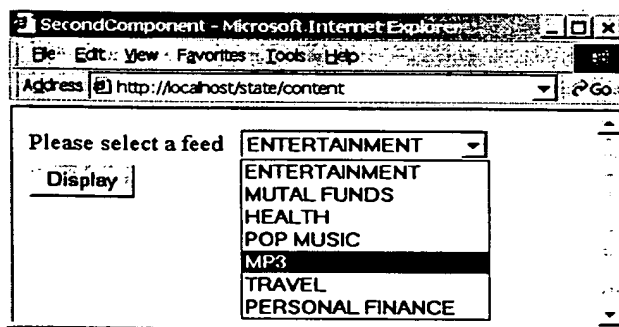 SecondComponent - Microsoft Internet Explorer
File Edit View Favorites Tools Help
Address http://localhost/state/content Go
Please select a feed ENTERTAINMENT
Display
ENTERTAINMENT
MUTAL FUNDS
HEALTH
POP MUSIC
MP3
TRAVEL
PERSONAL FINANCE